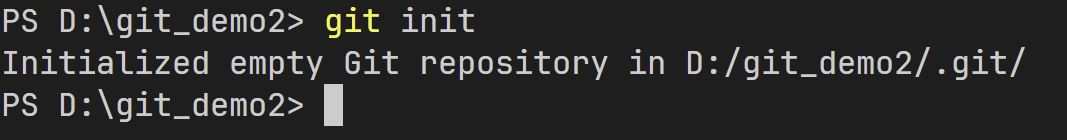 PS D:\git_demo2> git init
Initialized empty Git repository in D:/git_demo2/.git/
PS D:\git_demo2>